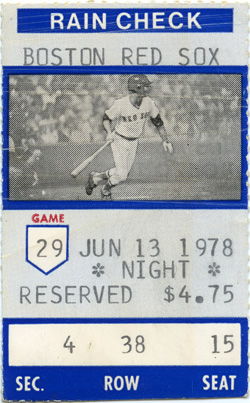 RAIN CHECK
BOSTON RED SOX
RED SOX
GAME
29 JUN 13 1978
* NIGHT *
RESERVED $4.75
4 38 15
SEC. ROW SEAT